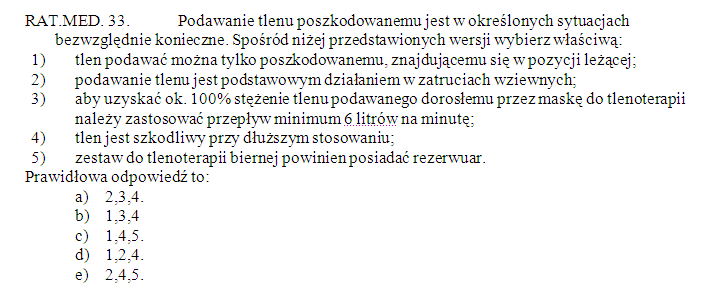 RAT.MED. 33. Podawanie tlenu poszkodowanemu jest w określonych sytuacjach
bezwzględnie konieczne. Spośród niżej przedstawionych wersji wybierz właściwą:
1) tlen podawać można tylko poszkodowanemu, znajdującemu się w pozycji leżącej;
2) podawanie tlenu jest podstawowym działaniem w zatruciach wziewnych;
3) aby uzyskać ok. 100% stężenie tlenu podawanego dorosłemu przez maskę do tlenoterapii
należy zastosować przepływ minimum 6 litrów na minutę;
4) tlen jest szkodliwy przy dłuższym stosowaniu;
5) zestaw do tlenoterapii biernej powinien posiadać rezerwuar.
Prawidłowa odpowiedź to:
a) 2,3,4.
b) 1,3,4
c) 1,4,5.
d) 1,2,4.
e) 2,4,5.